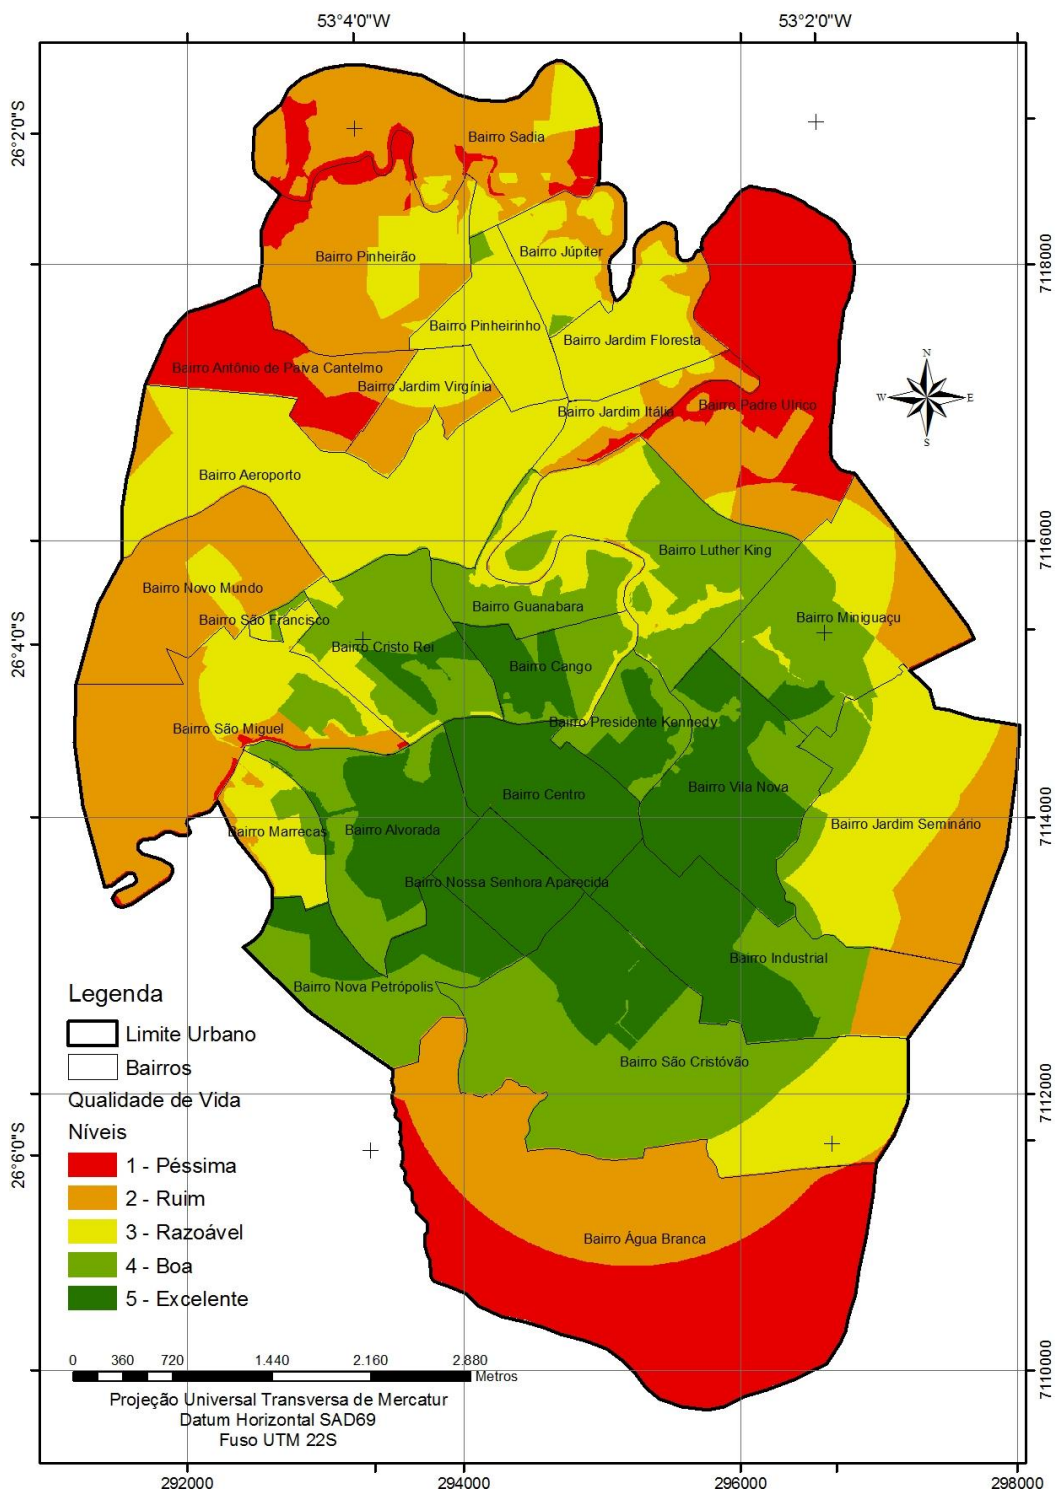 53°4'0"W
53°2'0"W
26°2'0"S
Bairro Sadia
Bairro Pinheirão
Bairro Júpiter
7118000
Bairro Pinheirinho
Bairro Jardim Floresta
Bairro Antônio de Paiva Cantelmo
Bairro Jardim Virgínia
N
W
E
S
Bairro Jardim Itália
Bairro Padre Ulrico
Bairro Aeroporto
7116000
Bairro Luther King
Bairro Novo Mundo
Bairro Guanabara
Bairro São Francisco
Bairro Miniguaçu
26°4'0"S
Bairro Cristo Rei
Bairro Cango
Bairro São Miguel
Bairro Presidente Kennedy
Bairro Vila Nova
Bairro Centro
7114000
Bairro Marrecas
Bairro Alvorada
Bairro Jardim Seminário
Bairro Nossa Senhora Aparecida
Bairro Industrial
Bairro Nova Petrópolis
Bairro São Cristóvão
7112000
26°6'0"S
Bairro Água Branca
7110000
Legenda
Limite Urbano
Bairros
Qualidade de Vida
Níveis
1 - Péssima
2 - Ruim
3 - Razoável
4 - Boa
5 - Excelente
0 360 720 1.440 2.160 2.880
Metros
Projeção Universal Transversa de Mercatur
Datum Horizontal SAD69
Fuso UTM 22S
292000
294000
296000
298000